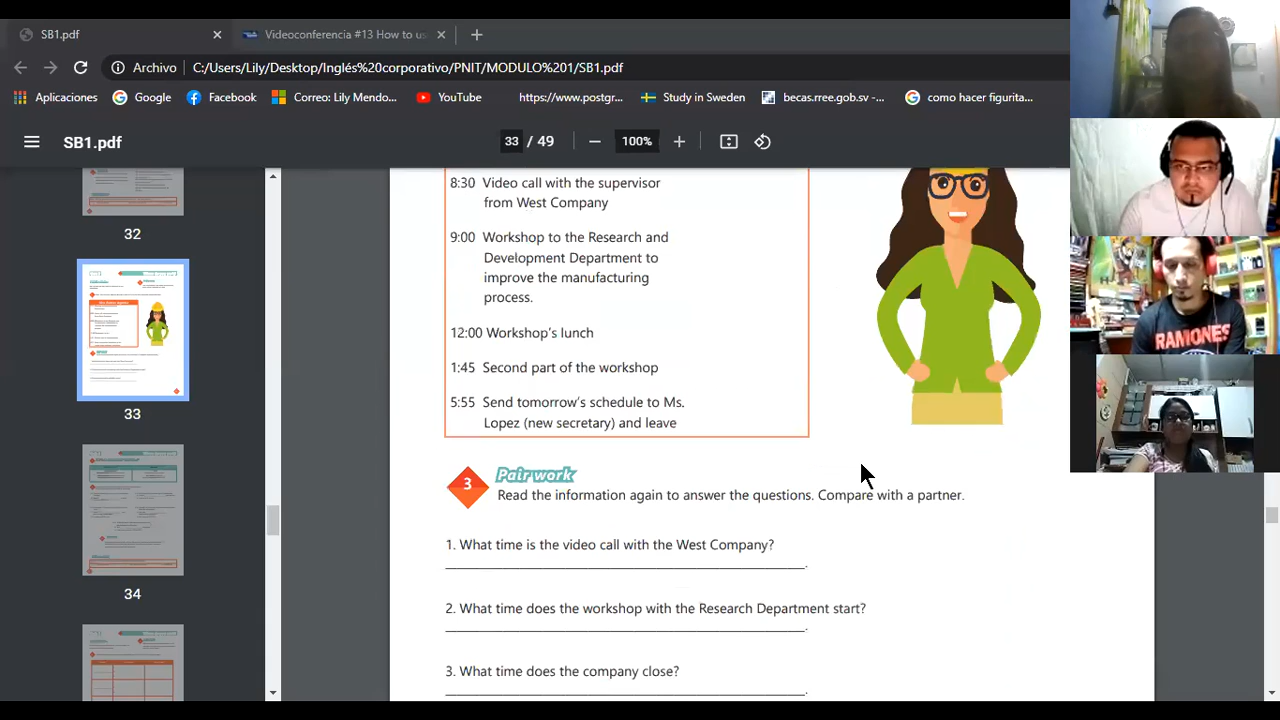 SB1.pdf
Videoconferencia #13 How to us
Archivo C:/Users/Lily/Desktop/Inglés%20corporativo/PNIT/MODULO%201/SB1.pdf
Aplicaciones Google Facebook Correo: Lily Mendo... YouTube https://www.postgr... Study in Sweden becas.rree.gob.sv -... como hacer figurita...
SB1.pdf 33 / 49 100%
8:30 Video call with the supervisor
from West Company
9:00 Workshop to the Research and
Development Department to
improve the manufacturing
process.
12:00 Workshop's lunch
1:45 Second part of the workshop
5:55 Send tomorrow's schedule to Ms.
Lopez (new secretary) and leave
3 Pair work
Read the information again to answer the questions. Compare with a partner.
1. What time is the video call with the West Company?
2. What time does the workshop with the Research Department start?
3. What time does the company close?
32
33
34
RAMONES